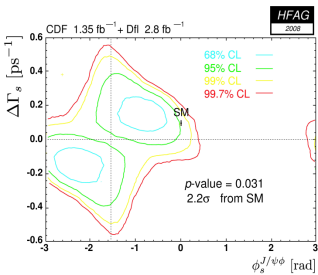 HFAG
2008
CDF 1.35 fb⁻¹ + Dfl 2.8 fb⁻¹
68% CL
95% CL
99% CL
99.7% CL
SM
p-value = 0.031
2.2σ from SM
ΔΓₛ [ps⁻¹]
0.6
0.4
0.2
0.0
-0.2
-0.4
-0.6
-3 -2 -1 0 1 2 3
ϕₛ^{J/ψϕ} [rad]